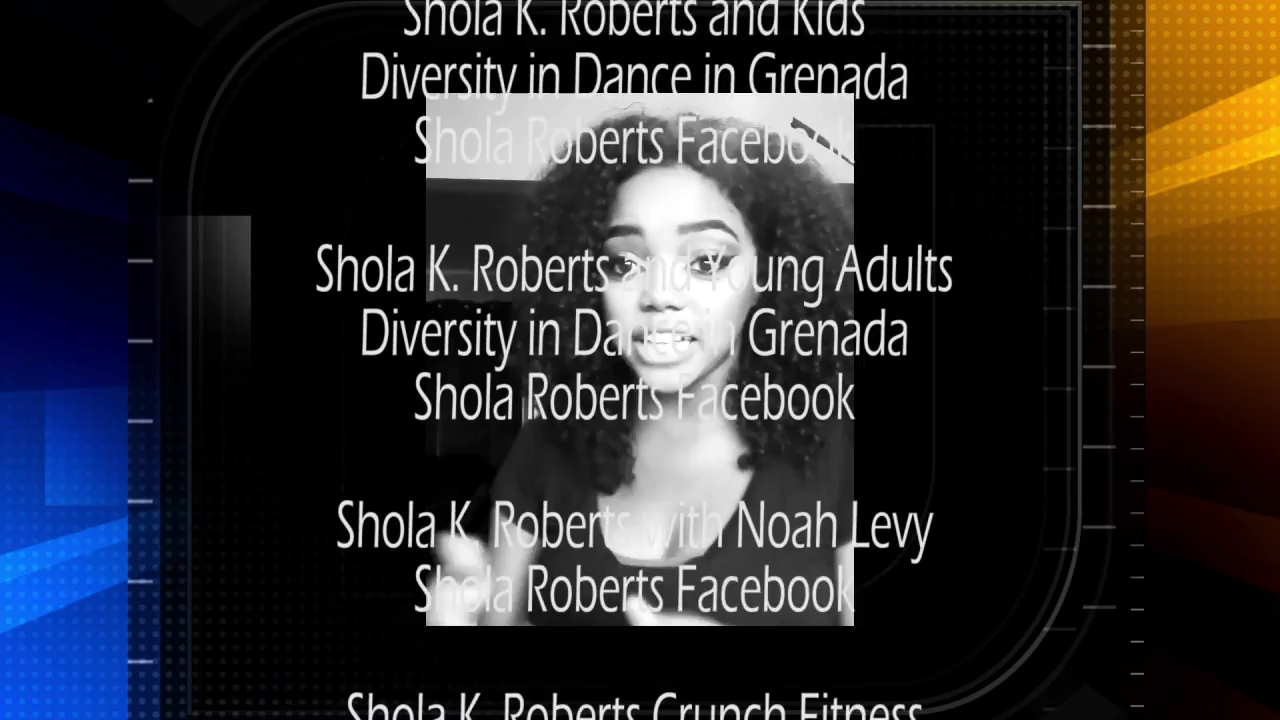 Shola K. Roberts and Kids
Diversity in Dance in Grenada
Shola Roberts Facebook
Shola K. Roberts and Young Adults
Diversity in Dance in Grenada
Shola Roberts Facebook
Shola K. Roberts with Noah Levy
Shola Roberts Facebook
Shola K. Roberts Crunch Fitness